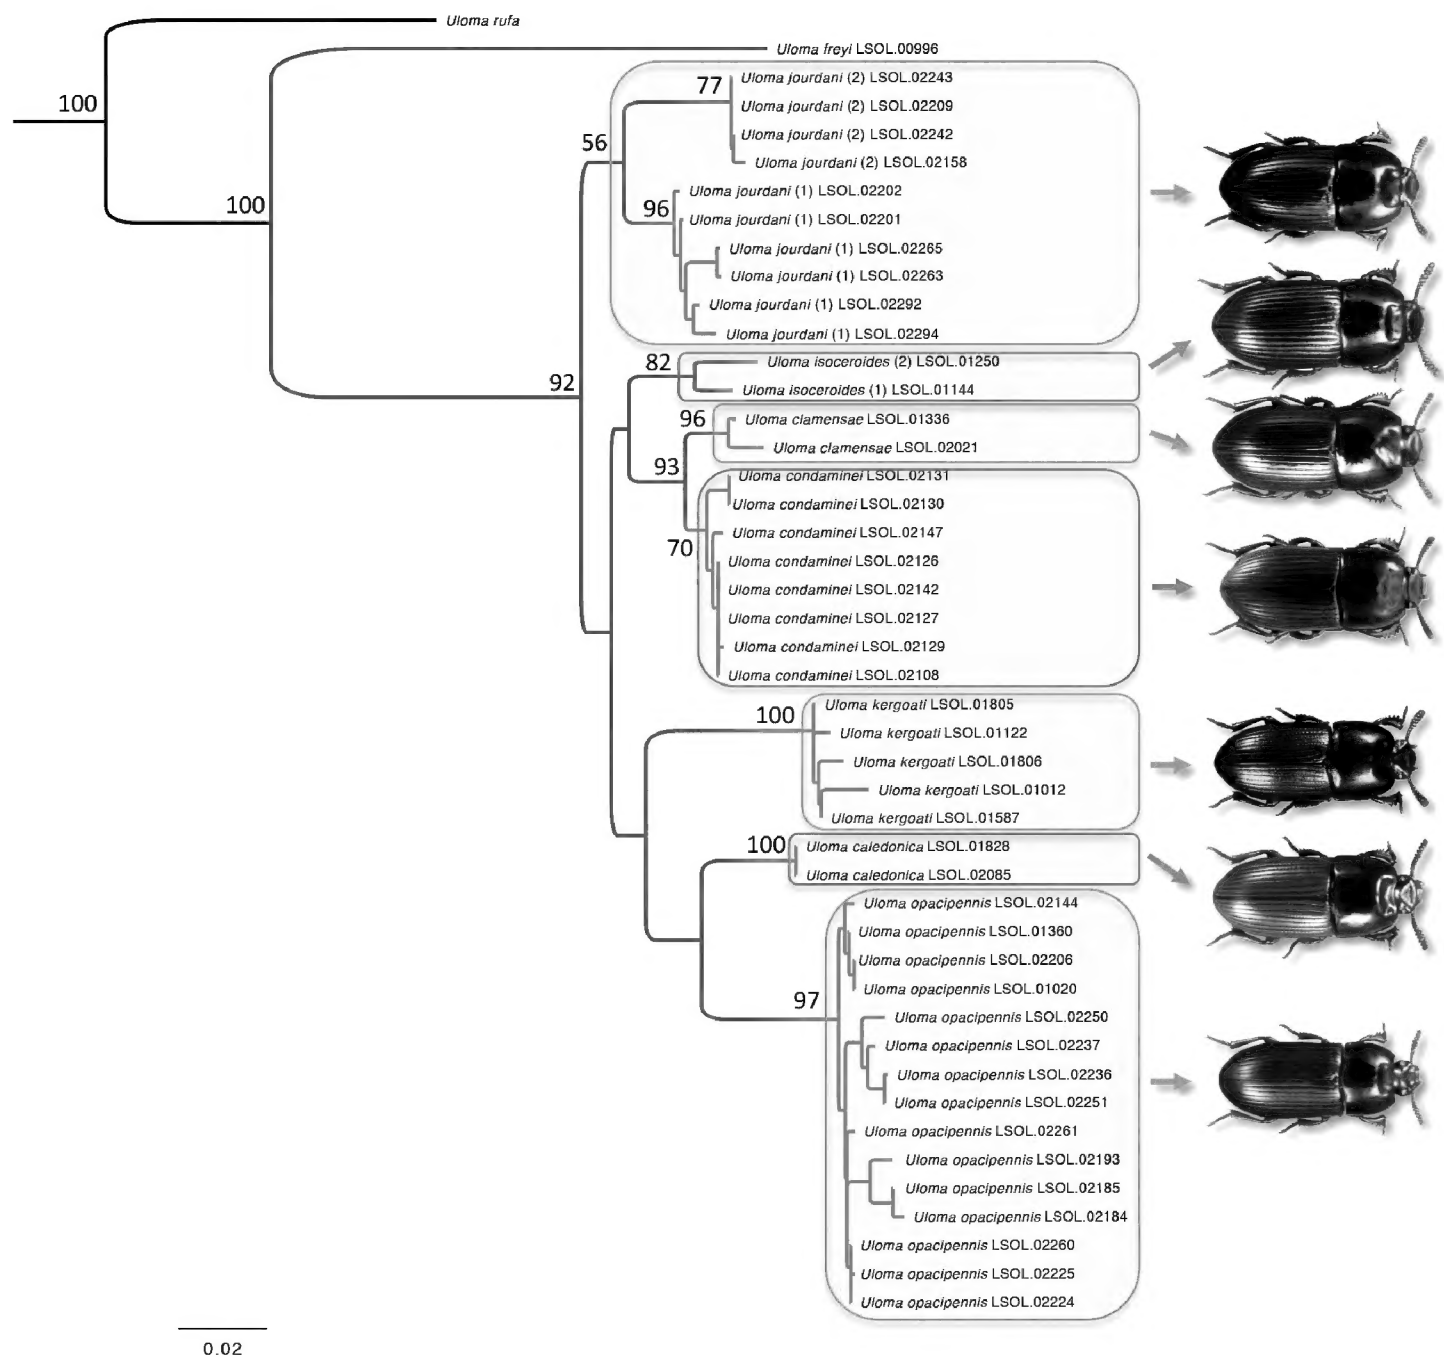 Uloma rufa
Uloma freyi LSOL.00996
100
77
Uloma jourdani (2) LSOL.02243
Uloma jourdani (2) LSOL.02209
56
Uloma jourdani (2) LSOL.02242
Uloma jourdani (2) LSOL.02158
100
96
Uloma jourdani (1) LSOL.02202
Uloma jourdani (1) LSOL.02201
Uloma jourdani (1) LSOL.02265
Uloma jourdani (1) LSOL.02263
Uloma jourdani (1) LSOL.02292
Uloma jourdani (1) LSOL.02294
92
82
Uloma isoceroides (2) LSOL.01250
Uloma isoceroides (1) LSOL.01144
96
Uloma clamensae LSOL.01336
Uloma clamensae LSOL.02021
93
Uloma condaminei LSOL.02131
Uloma condaminei LSOL.02130
Uloma condaminei LSOL.02147
70
Uloma condaminei LSOL.02126
Uloma condaminei LSOL.02142
Uloma condaminei LSOL.02127
Uloma condaminei LSOL.02129
Uloma condaminei LSOL.02108
100
Uloma kergoati LSOL.01805
Uloma kergoati LSOL.01122
Uloma kergoati LSOL.01806
Uloma kergoati LSOL.01012
Uloma kergoati LSOL.01587
100
Uloma caledonica LSOL.01828
Uloma caledonica LSOL.02085
Uloma opacipennis LSOL.02144
Uloma opacipennis LSOL.01360
Uloma opacipennis LSOL.02206
Uloma opacipennis LSOL.01020
97
Uloma opacipennis LSOL.02250
Uloma opacipennis LSOL.02237
Uloma opacipennis LSOL.02236
Uloma opacipennis LSOL.02251
Uloma opacipennis LSOL.02261
Uloma opacipennis LSOL.02193
Uloma opacipennis LSOL.02185
Uloma opacipennis LSOL.02184
Uloma opacipennis LSOL.02260
Uloma opacipennis LSOL.02225
Uloma opacipennis LSOL.02224
0.02